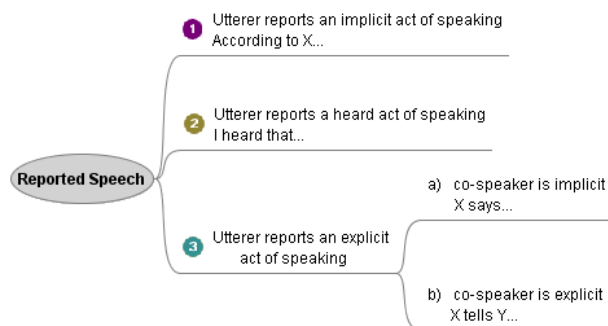 Reported Speech
1 Utterer reports an implicit act of speaking
According to X...
2 Utterer reports a heard act of speaking
I heard that...
3 Utterer reports an explicit
act of speaking
a) co-speaker is implicit
X says...
b) co-speaker is explicit
X tells Y...